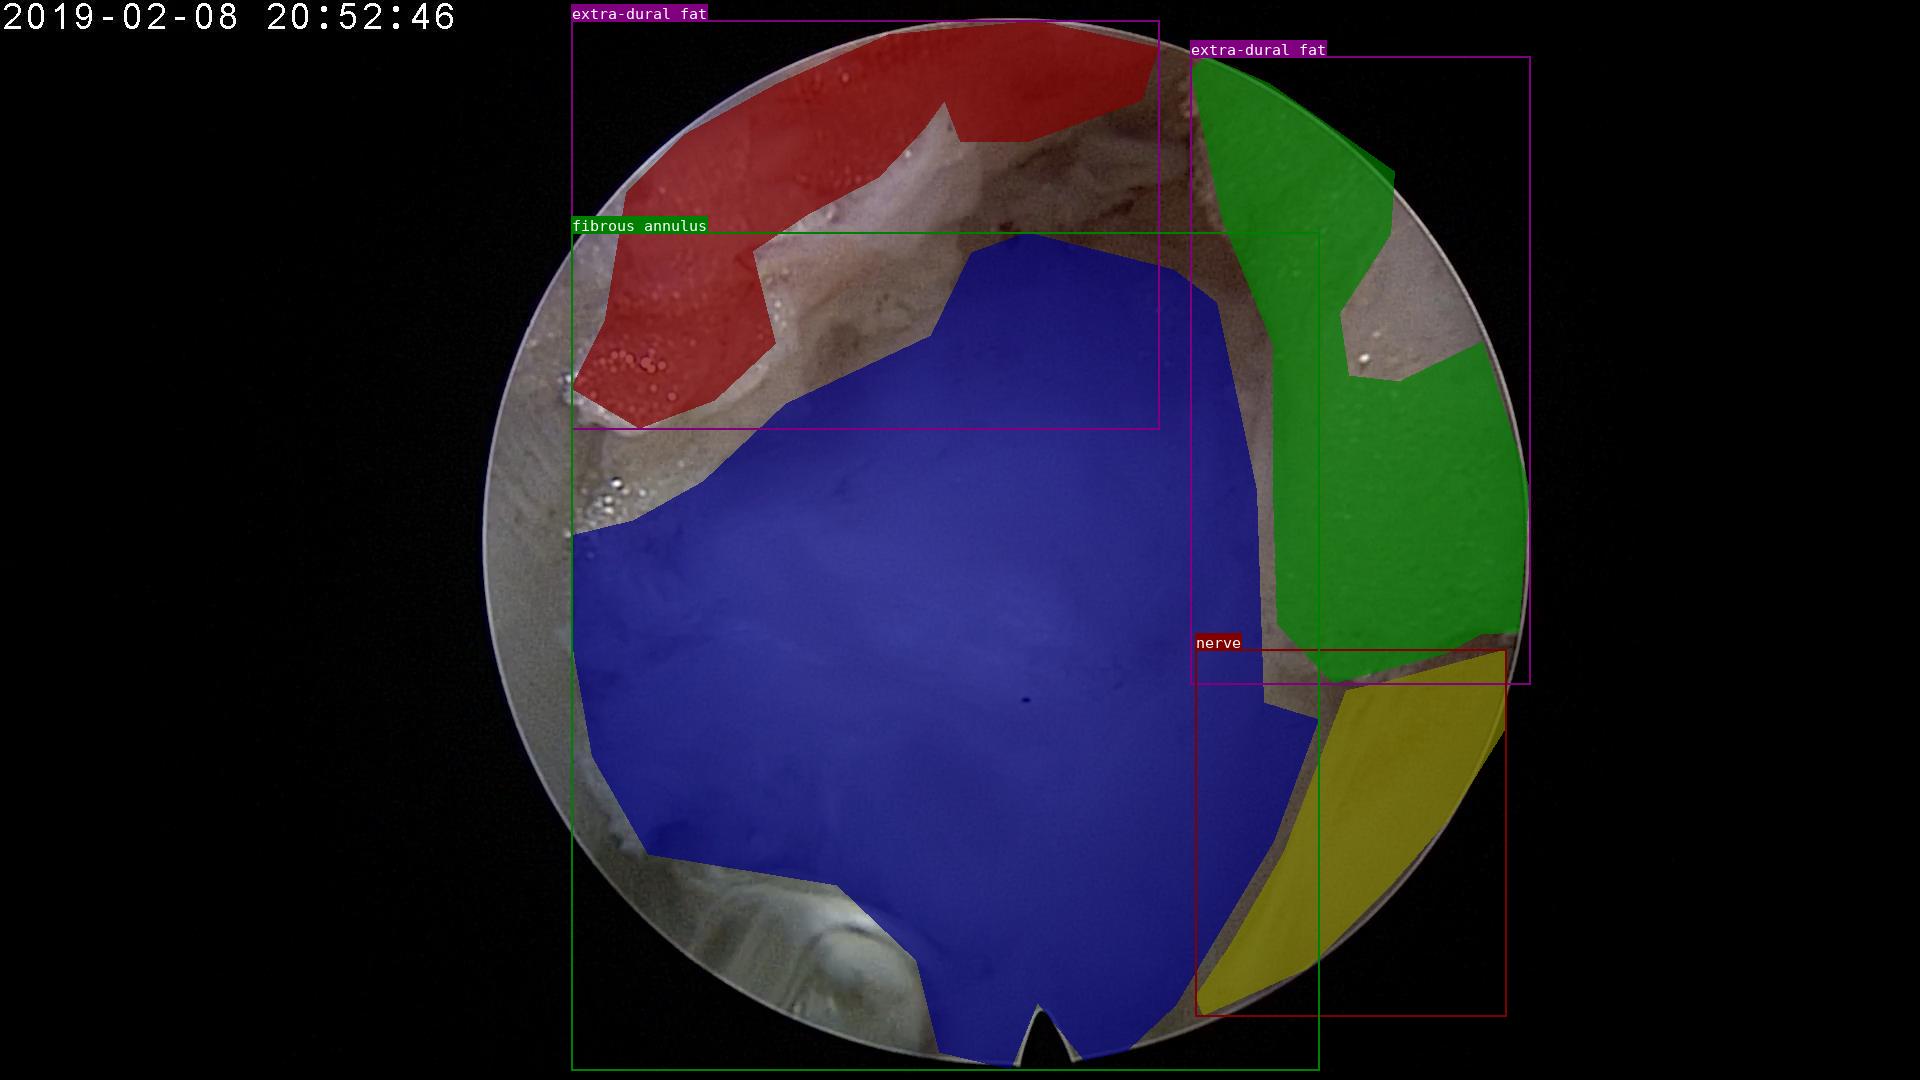 2019-02-08 20:52:46
extra-dural fat
extra-dural fat
fibrous annulus
nerve